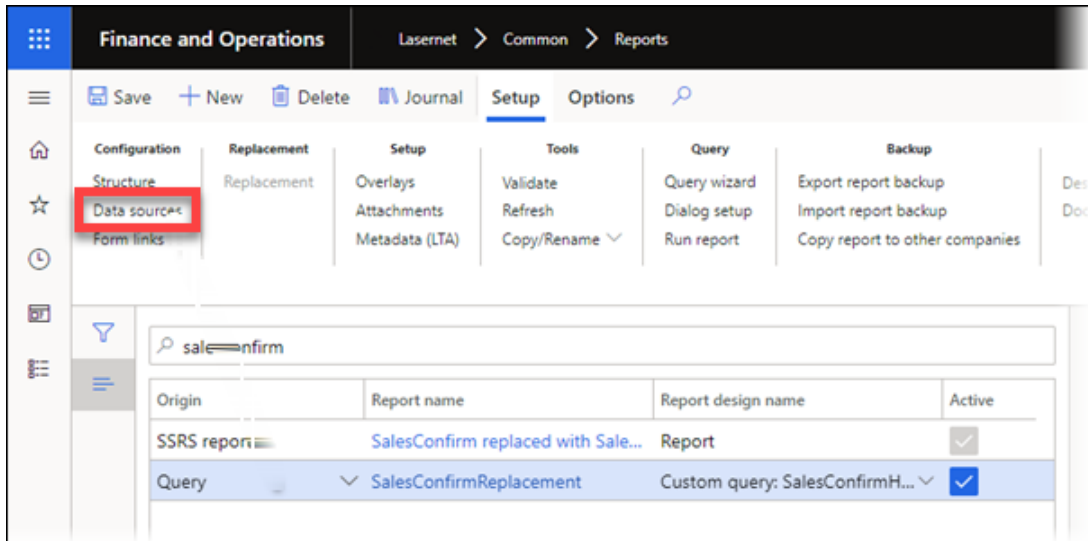 Finance and Operations Lasernet > Common > Reports
Save New Delete Journal Setup Options
Configuration Replacement Setup Tools Query Backup
Structure Replacement Overlays Validate Query wizard Export report backup
Data sources Attachments Refresh Dialog setup Import report backup
Form links Metadata (LTA) Copy/Rename Run report Copy report to other companies
Origin Report name Report design name Active
SSRS report SalesConfirm replaced with Sale... Report
Query SalesConfirmReplacement Custom query: SalesConfirmH...